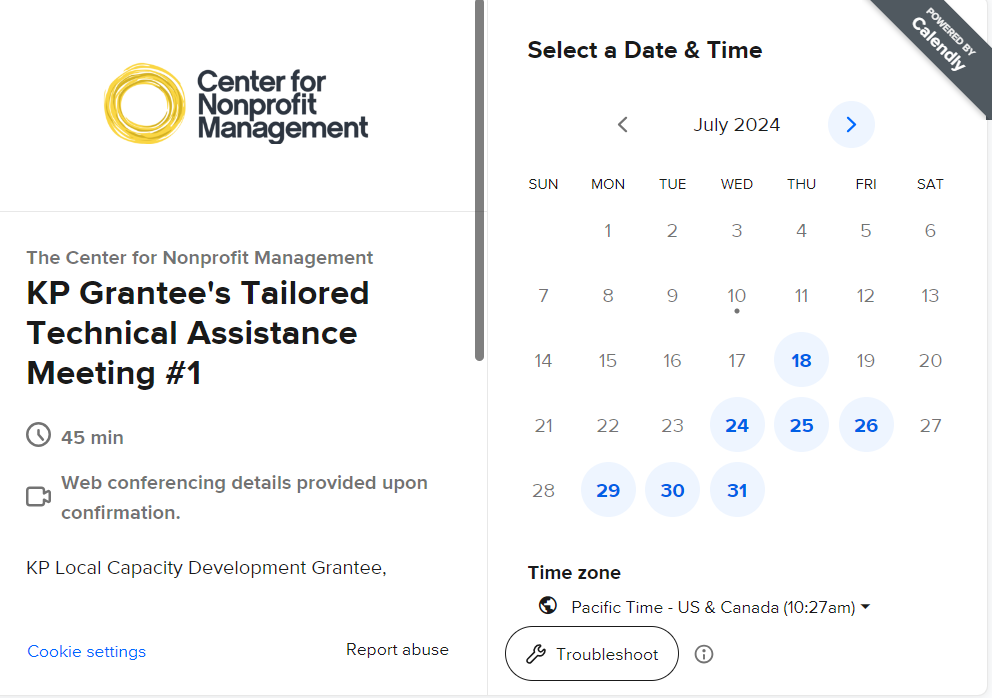 Center for
Nonprofit
Management
The Center for Nonprofit Management
KP Grantee's Tailored
Technical Assistance
Meeting #1
45 min
Web conferencing details provided upon
confirmation.
KP Local Capacity Development Grantee,
Cookie settings
Report abuse
POWERED BY
Calendly
Select a Date & Time
July 2024
SUN MON TUE WED THU FRI SAT
1 2 3 4 5 6
7 8 9 10 11 12 13
14 15 16 17 18 19 20
21 22 23 24 25 26 27
28 29 30 31
Time zone
Pacific Time - US & Canada (10:27am)
Troubleshoot